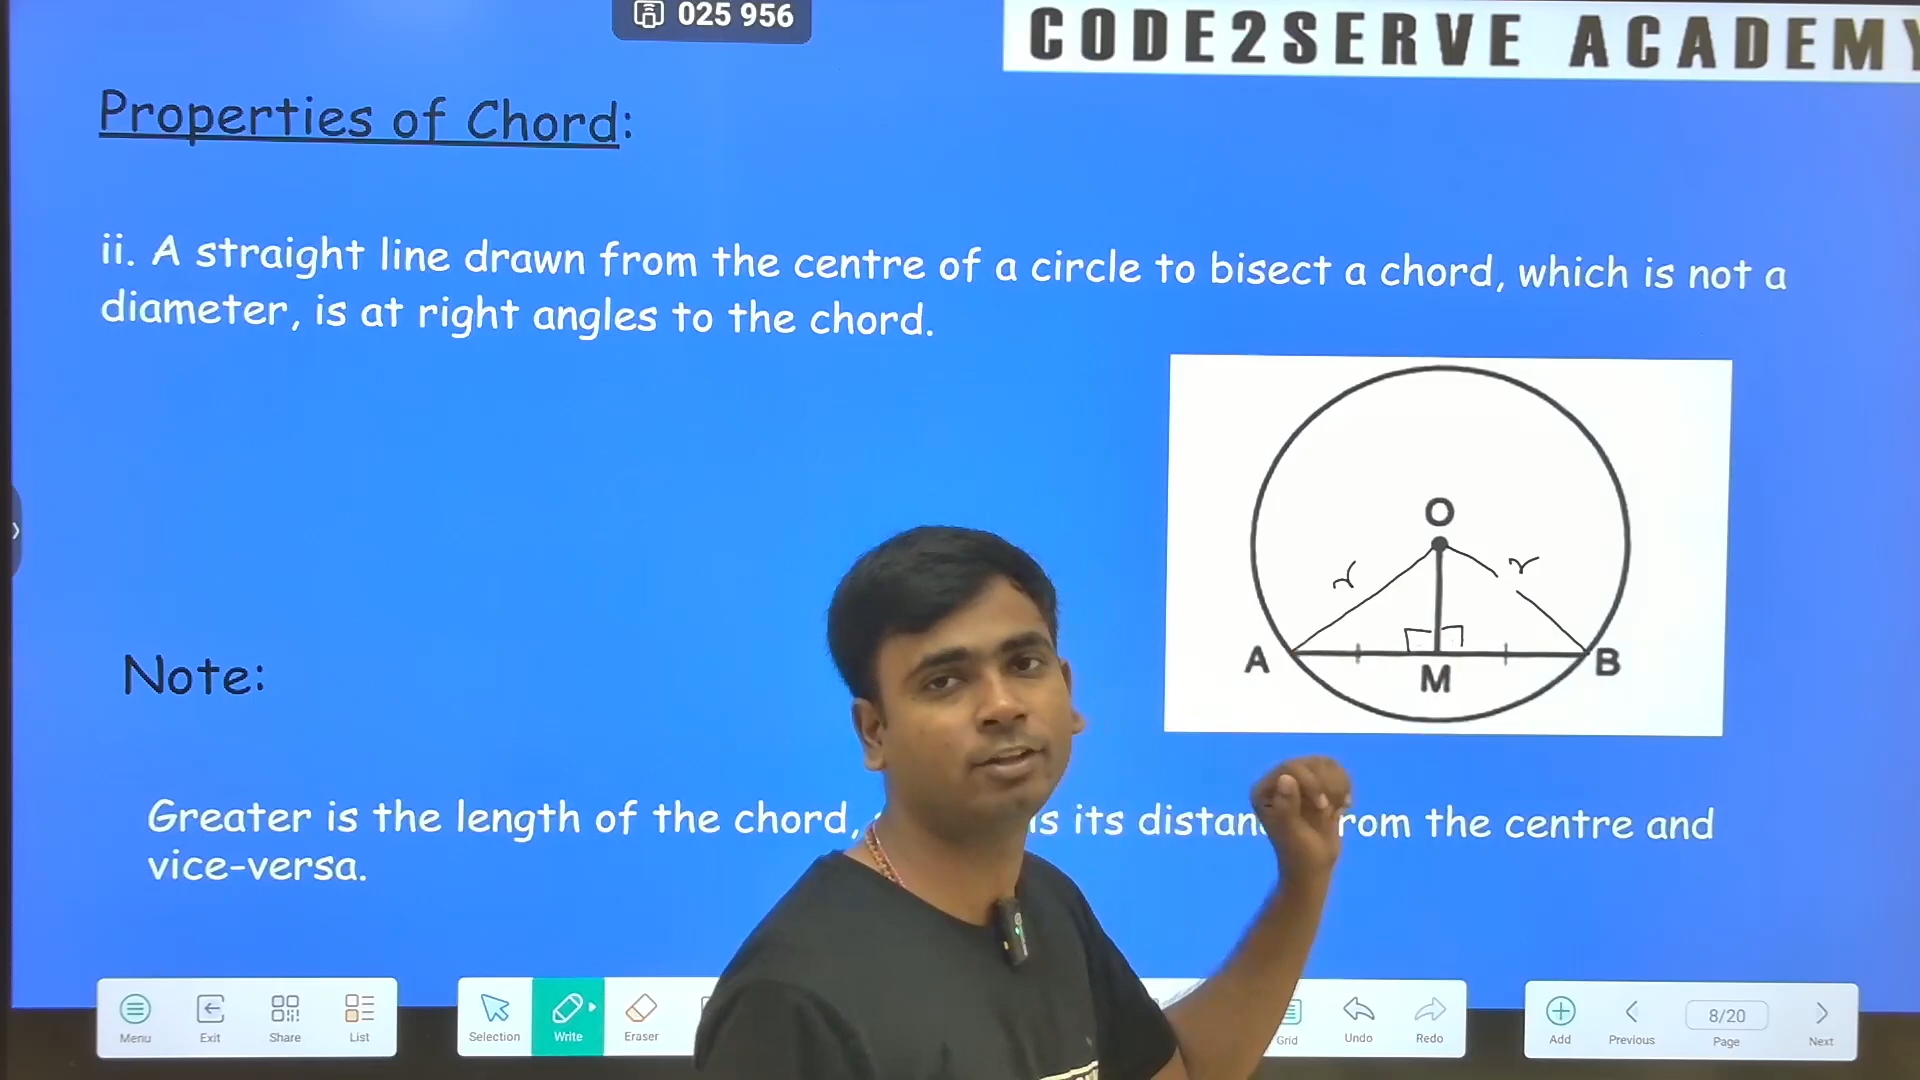 025 956
CODE2SERVE ACADEMY
Properties of Chord:
ii. A straight line drawn from the centre of a circle to bisect a chord, which is not a
diameter, is at right angles to the chord.
O
r r
A M B
Note:
Greater is the length of the chord, is its from the centre and
vice-versa.
Menu Exit Share List Selection Write Eraser Grid Undo Redo Add Previous 8/20 Page Next